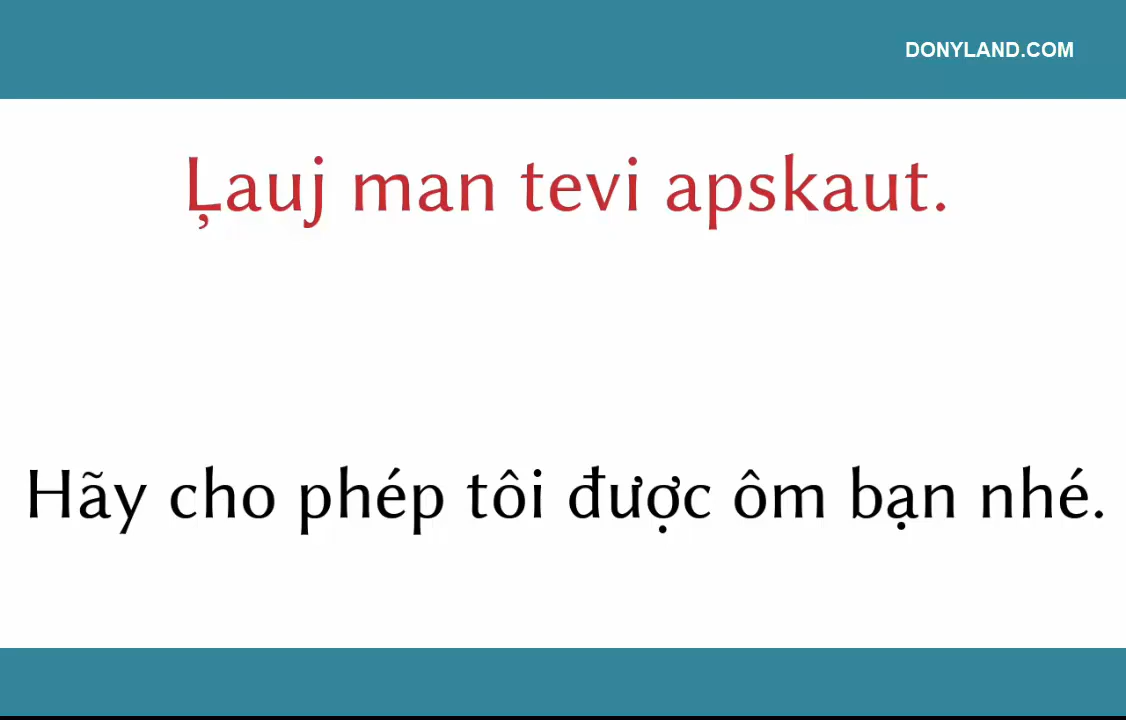 DONYLAND.COM
Ļauj man tevi apskaut.
Hãy cho phép tôi được ôm bạn nhé.